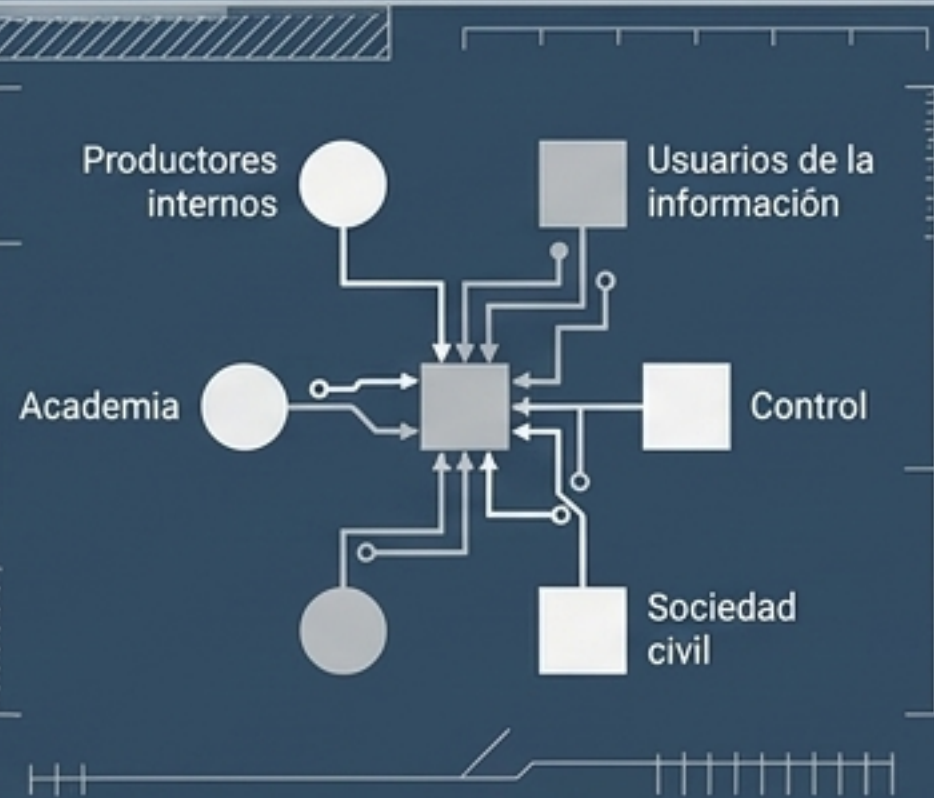 Productores
internos
Usuarios de la
información
Academia
Control
Sociedad
civil